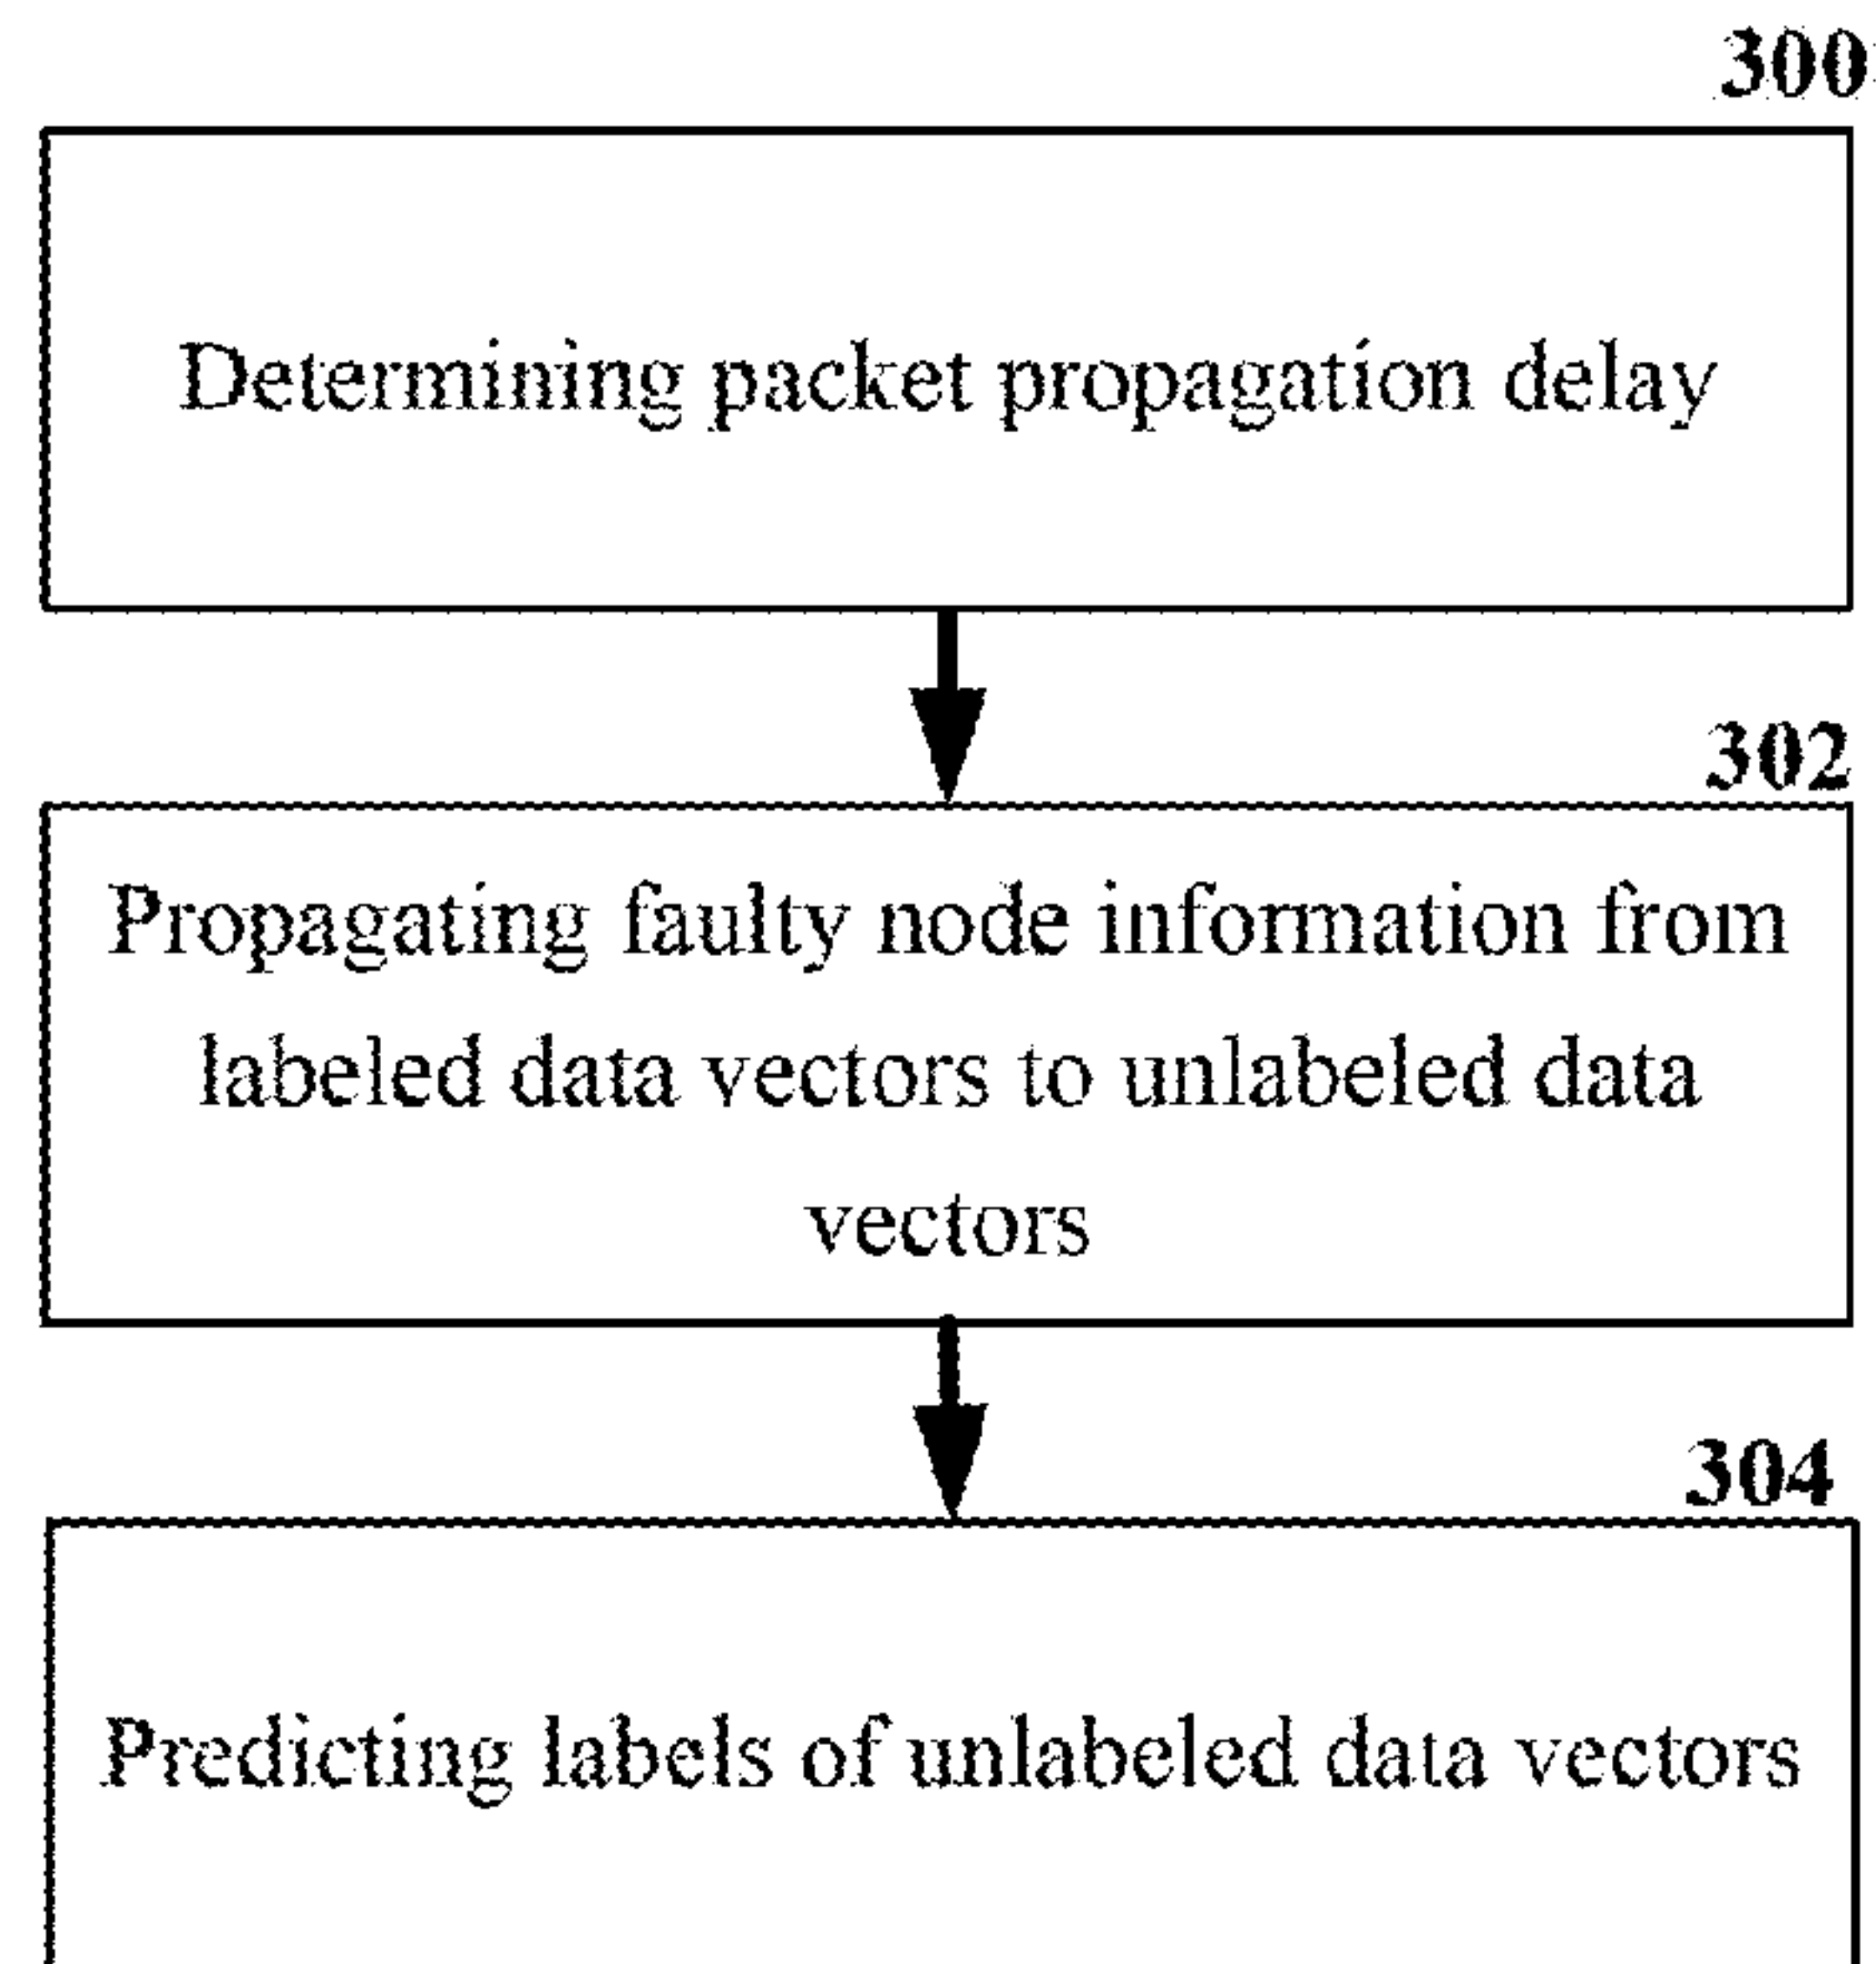 300
Determining packet propagation delay
302
Propagating faulty node information from
labeled data vectors to unlabeled data
vectors
304
Predicting labels of unlabeled data vectors